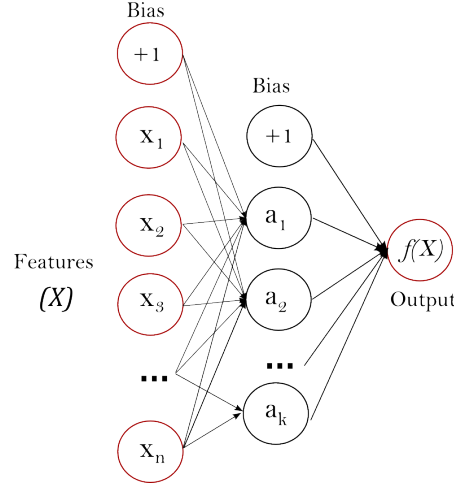 Bias
+1
x₁
x₂
x₃
...
xₙ
Features
(X)
Bias
+1
a₁
a₂
...
aₖ
f(X)
Output